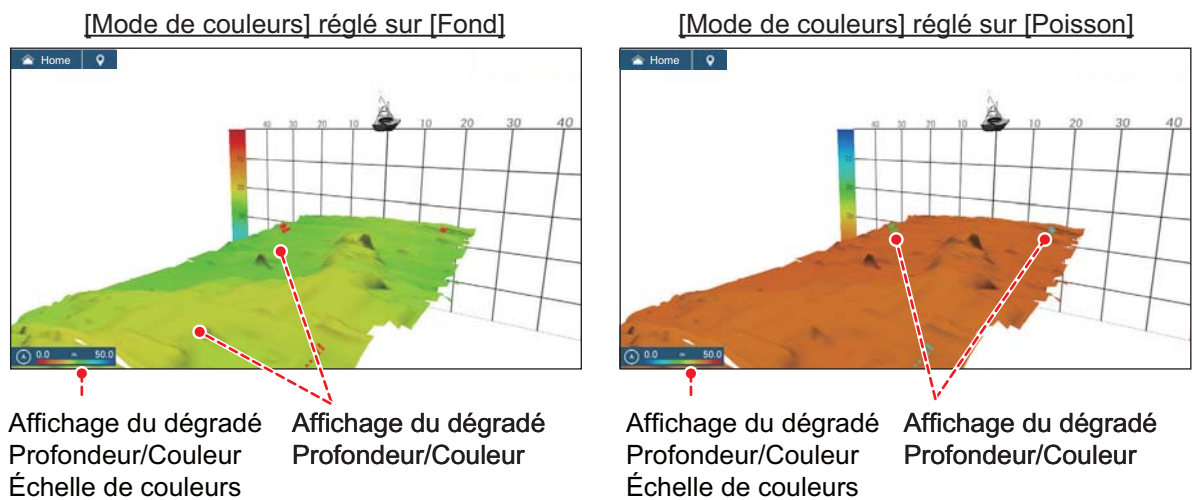 [Mode de couleurs] réglé sur [Fond]
Home
40 30 20 10 10 20 30 40
0.0 m 50.0
Affichage du dégradé
Profondeur/Couleur
Échelle de couleurs
Affichage du dégradé
Profondeur/Couleur
[Mode de couleurs] réglé sur [Poisson]
Home
40 30 20 10 10 20 30 40
0.0 m 50.0
Affichage du dégradé
Profondeur/Couleur
Échelle de couleurs
Affichage du dégradé
Profondeur/Couleur